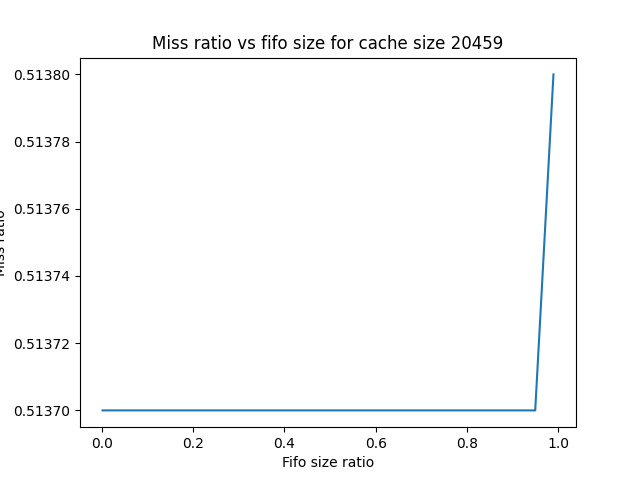 Miss ratio vs fifo size for cache size 20459
0.51380
0.51378
0.51376
0.51374
0.51372
0.51370
Miss ratio
0.0 0.2 0.4 0.6 0.8 1.0
Fifo size ratio